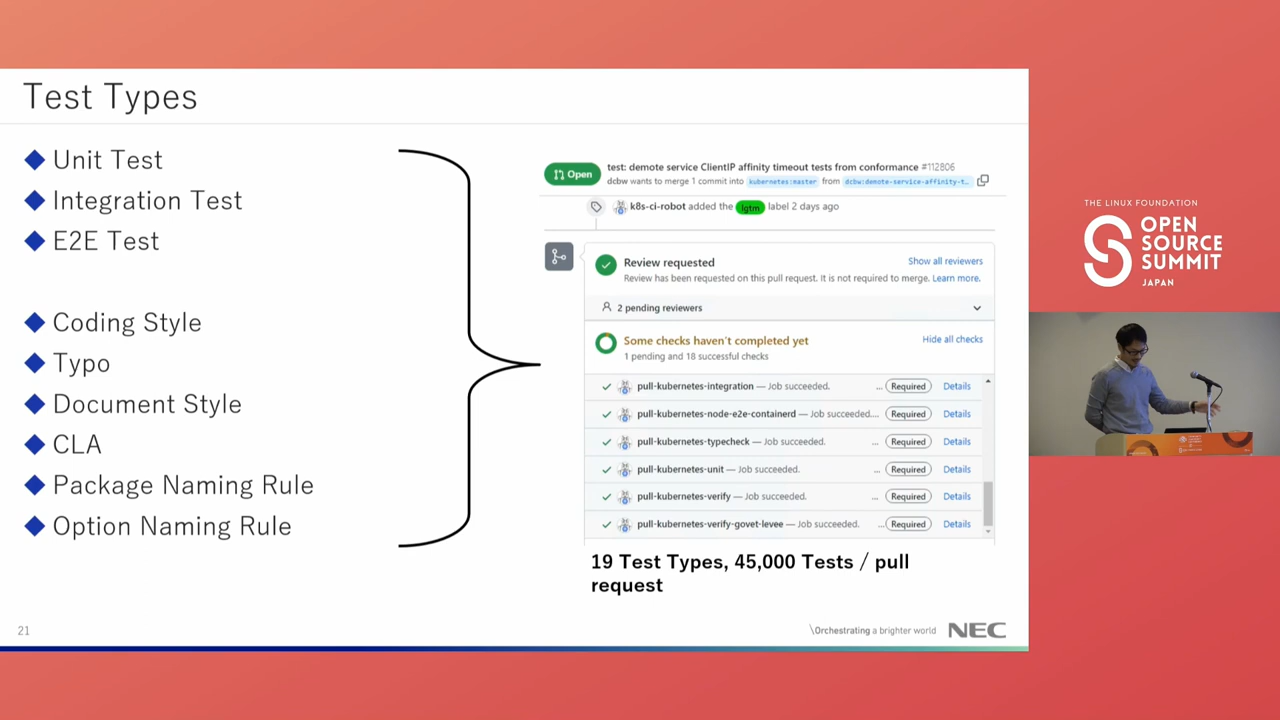 Test Types
Unit Test
Integration Test
E2E Test
Coding Style
Typo
Document Style
CLA
Package Naming Rule
Option Naming Rule
Open
test: demote service ClientIP affinity timeout tests from conformance #112806
dcbw wants to merge 1 commit into kubernetes:master from dcbw:demote-service-affinity-t…
k8s-ci-robot added the lgtm label 2 days ago
Review requested
Show all reviewers
Review has been requested on this pull request. It is not required to merge. Learn more.
2 pending reviewers
Some checks haven't completed yet
Hide all checks
1 pending and 18 successful checks
pull-kubernetes-integration — Job succeeded. ... Required Details
pull-kubernetes-node-e2e-containerd — Job succeeded.... Required Details
pull-kubernetes-typecheck — Job succeeded. ... Required Details
pull-kubernetes-unit — Job succeeded. ... Required Details
pull-kubernetes-verify — Job succeeded. ... Required Details
pull-kubernetes-verify-govet-levee — Job succeeded. ... Required Details
19 Test Types, 45,000 Tests / pull
request
21
\Orchestrating a brighter world
NEC
THE LINUX FOUNDATION
OPEN
SOURCE
SUMMIT
JAPAN